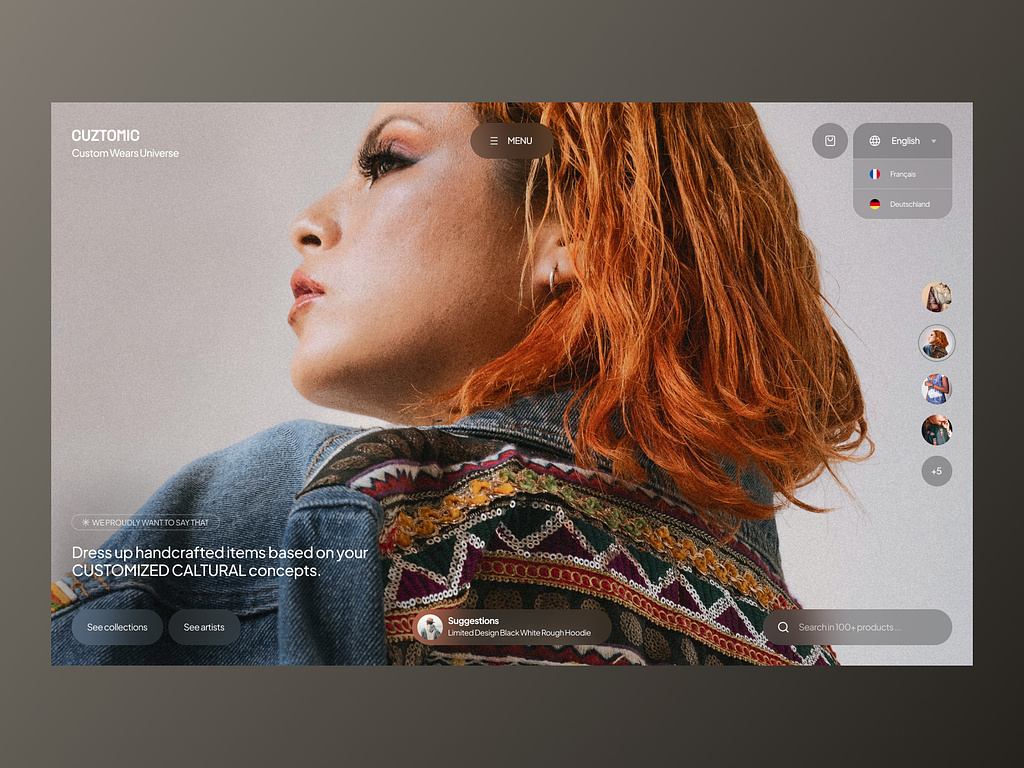 CUZTOMIC
Custom Wears Universe
MENU
English
Français
Deutschland
+5
WE PROUDLY WANT TO SAY THAT
Dress up handcrafted items based on your
CUSTOMIZED CALTURAL concepts.
See collections
See artists
Suggestions
Limited Design Black White Rough Hoodie
Search in 100+ products ...